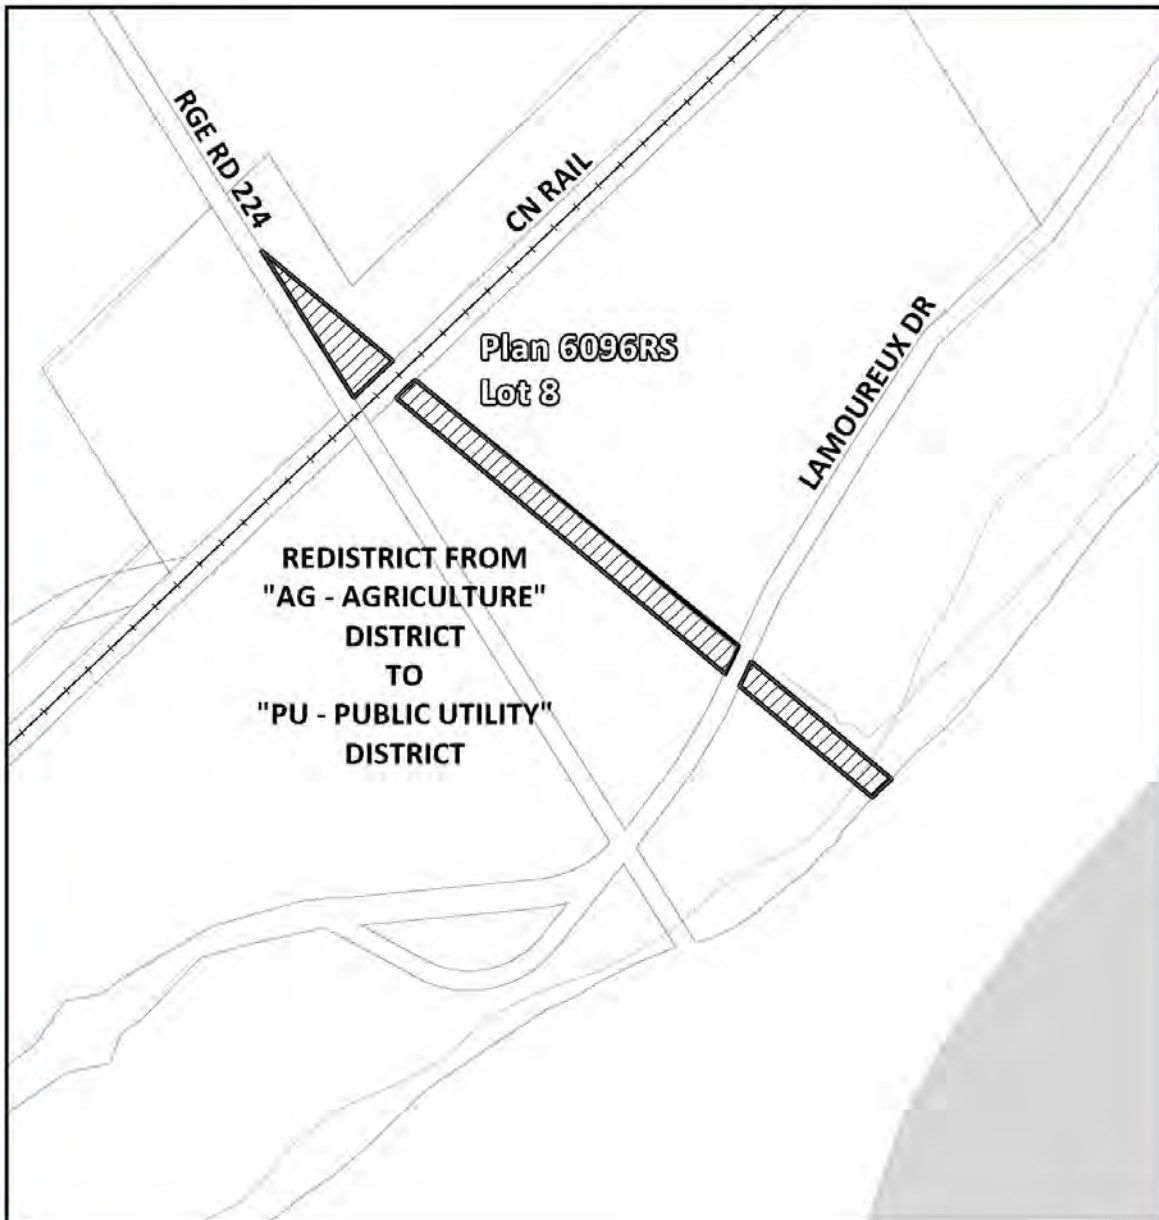 RGE RD 224
CN RAIL
Plan 6096RS
Lot 8
LAMOUREUX DR
REDISTRICT FROM
"AG - AGRICULTURE"
DISTRICT
TO
"PU - PUBLIC UTILITY"
DISTRICT